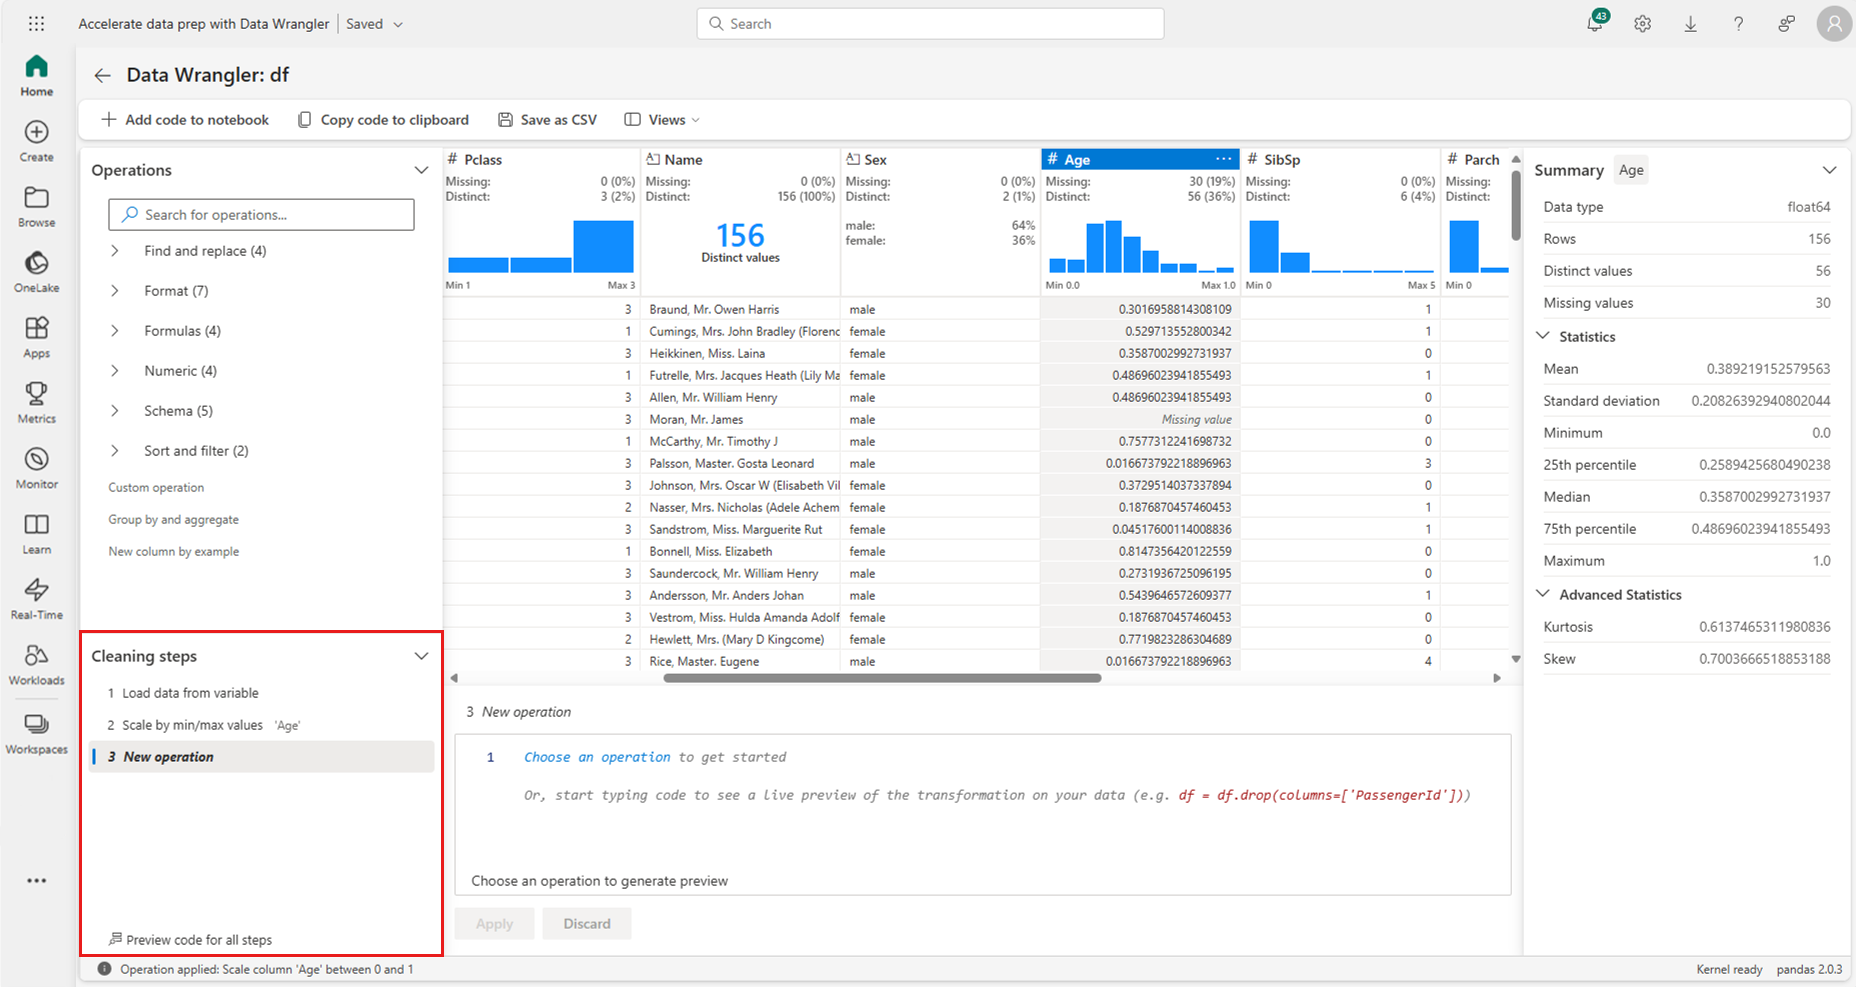 Accelerate data prep with Data Wrangler | Saved
Search
43
Home
Create
Browse
OneLake
Apps
Metrics
Monitor
Learn
Real-Time
Workloads
Workspaces
Data Wrangler: df
Add code to notebook
Copy code to clipboard
Save as CSV
Views
Operations
Search for operations...
Find and replace (4)
Format (7)
Formulas (4)
Numeric (4)
Schema (5)
Sort and filter (2)
Custom operation
Group by and aggregate
New column by example
Cleaning steps
1 Load data from variable
2 Scale by min/max values 'Age'
3 New operation
Preview code for all steps
# Pclass Name Sex # Age ... # SibSp # Parch
Missing: 0 (0%) Missing: 0 (0%) Missing: 0 (0%) Missing: 30 (19%) Missing: 0 (0%) Missing:
Distinct: 3 (2%) Distinct: 156 (100%) Distinct: 2 (1%) Distinct: 56 (36%) Distinct: 6 (4%) Distinct:
156
Distinct values
male: 64%
female: 36%
Min 1 Max 3 Min 0.0 Max 1.0 Min 0 Max 5 Min 0
3 Braund, Mr. Owen Harris male 0.3016958814308109 1
1 Cumings, Mrs. John Bradley (Florenc female 0.529713552800342 1
3 Heikkinen, Miss. Laina female 0.3587002992731937 0
1 Futrelle, Mrs. Jacques Heath (Lily Ma female 0.48696023941855493 1
3 Allen, Mr. William Henry male 0.48696023941855493 0
3 Moran, Mr. James male Missing value 0
1 McCarthy, Mr. Timothy J male 0.7577312241698732 0
3 Palsson, Master. Gosta Leonard male 0.016673792218896963 3
3 Johnson, Mrs. Oscar W (Elisabeth Vil female 0.3729514037337894 0
2 Nasser, Mrs. Nicholas (Adele Achem female 0.1876870457460453 1
3 Sandstrom, Miss. Marguerite Rut female 0.04517600114008836 1
1 Bonnell, Miss. Elizabeth female 0.8147356420122559 0
3 Saundercock, Mr. William Henry male 0.2731936725096195 0
3 Andersson, Mr. Anders Johan male 0.5439646572609377 1
3 Vestrom, Miss. Hulda Amanda Adolf female 0.1876870457460453 0
2 Hewlett, Mrs. (Mary D Kingcome) female 0.7719823286304689 0
3 Rice, Master. Eugene male 0.016673792218896963 4
3 New operation
1 Choose an operation to get started
Or, start typing code to see a live preview of the transformation on your data (e.g. df = df.drop(columns=['PassengerId']))
Choose an operation to generate preview
Apply
Discard
Summary Age
Data type float64
Rows 156
Distinct values 56
Missing values 30
Statistics
Mean 0.389219152579563
Standard deviation 0.20826392940802044
Minimum 0.0
25th percentile 0.2589425680490238
Median 0.3587002992731937
75th percentile 0.48696023941855493
Maximum 1.0
Advanced Statistics
Kurtosis 0.6137465311980836
Skew 0.7003666518853188
Operation applied: Scale column 'Age' between 0 and 1
Kernel ready pandas 2.0.3